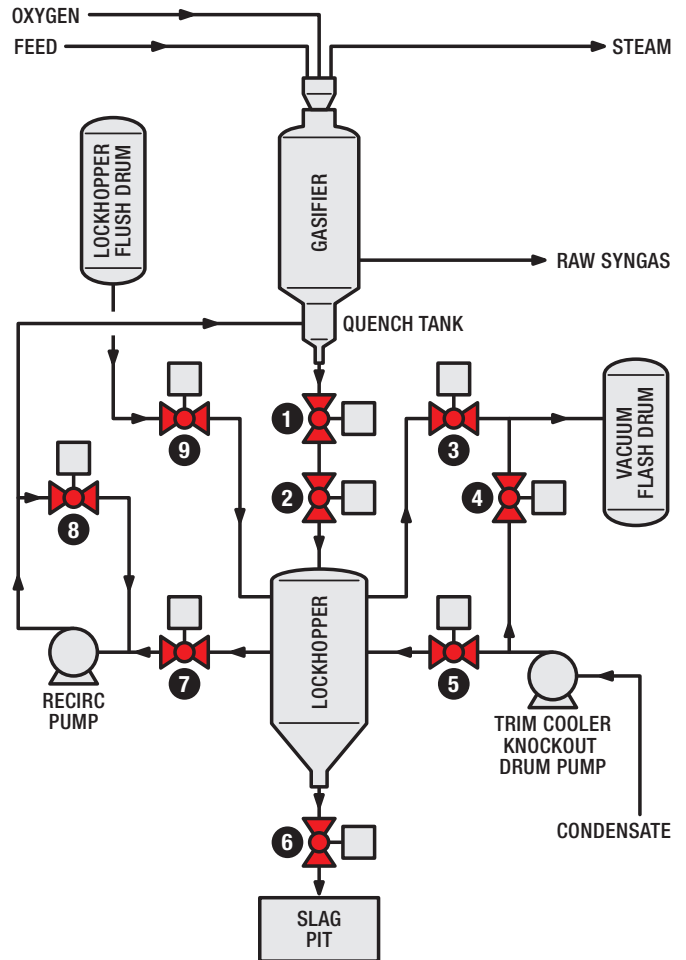 OXYGEN
FEED
STEAM
LOCKHOPPER
FLUSH DRUM
GASIFIER
RAW SYNGAS
QUENCH TANK
1
3
9
VACUUM
FLASH DRUM
2
4
8
LOCKHOPPER
7
5
RECIRC
PUMP
TRIM COOLER
KNOCKOUT
DRUM PUMP
6
CONDENSATE
SLAG
PIT